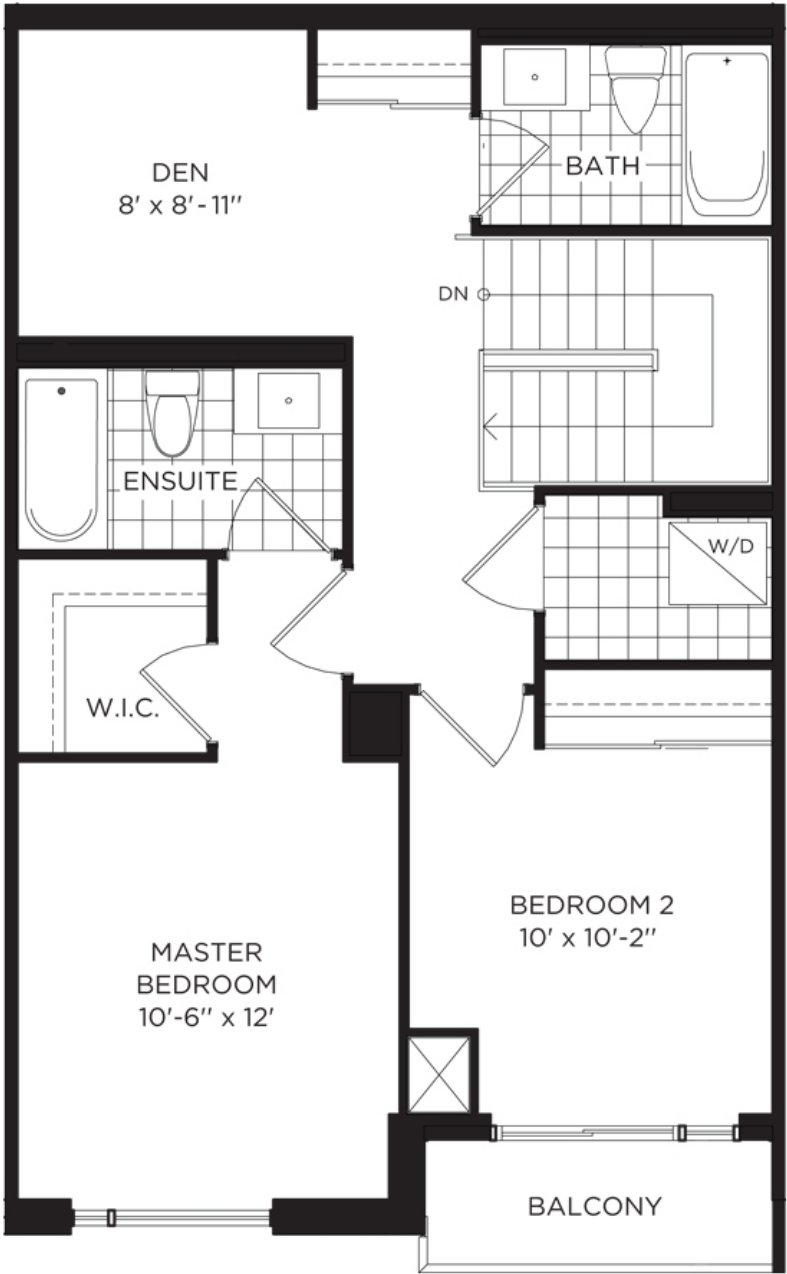 DEN
8' x 8'-11"
BATH
DN
ENSUITE
W/D
W.I.C.
BEDROOM 2
10' x 10'-2"
MASTER
BEDROOM
10'-6" x 12'
BALCONY